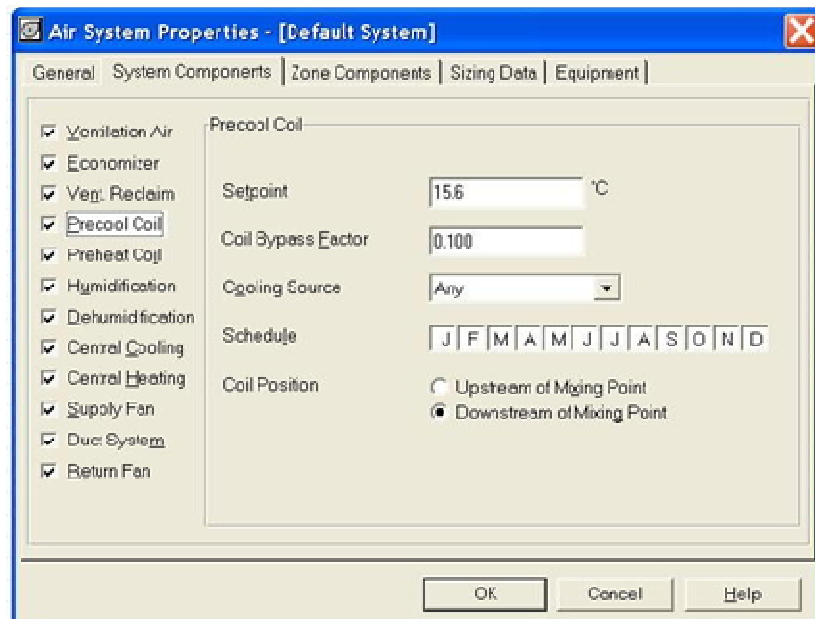 Air System Properties - [Default System]
General System Components Zone Components Sizing Data Equipment
Ventilation Air
Economizer
Vent. Reclaim
Precool Coil
Preheat Coil
Humidification
Dehumidification
Central Cooling
Central Heating
Supply Fan
Duct System
Return Fan
Precool Coil
Setpoint 15.6 °C
Coil Bypass Factor 0.100
Cooling Source Any
Schedule J F M A M J J A S O N D
Coil Position Upstream of Mixing Point
Downstream of Mixing Point
OK Cancel Help